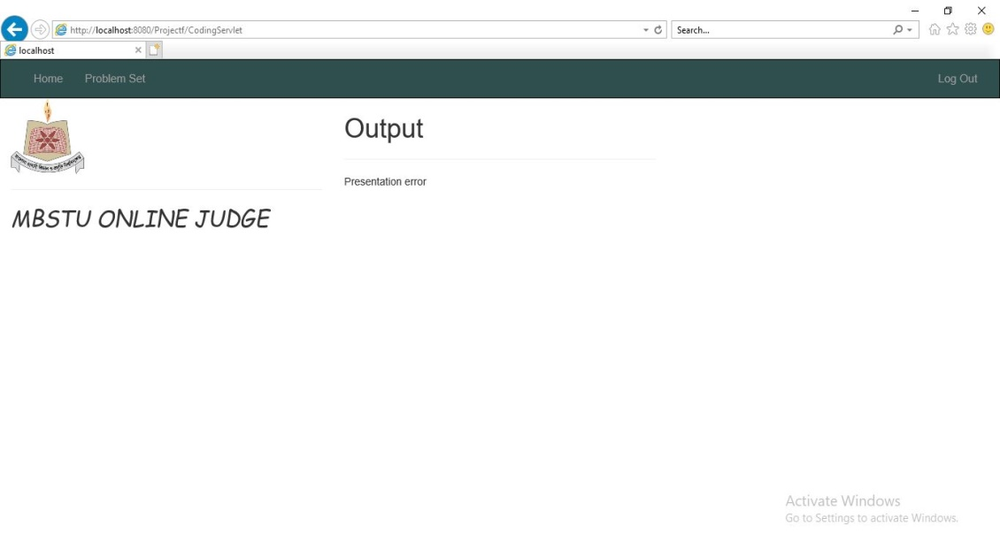 http://localhost:8080/Projectf/CodingServlet
Search...
localhost
Home Problem Set Log Out
Output
Presentation error
MBSTU ONLINE JUDGE
Activate Windows
Go to Settings to activate Windows.